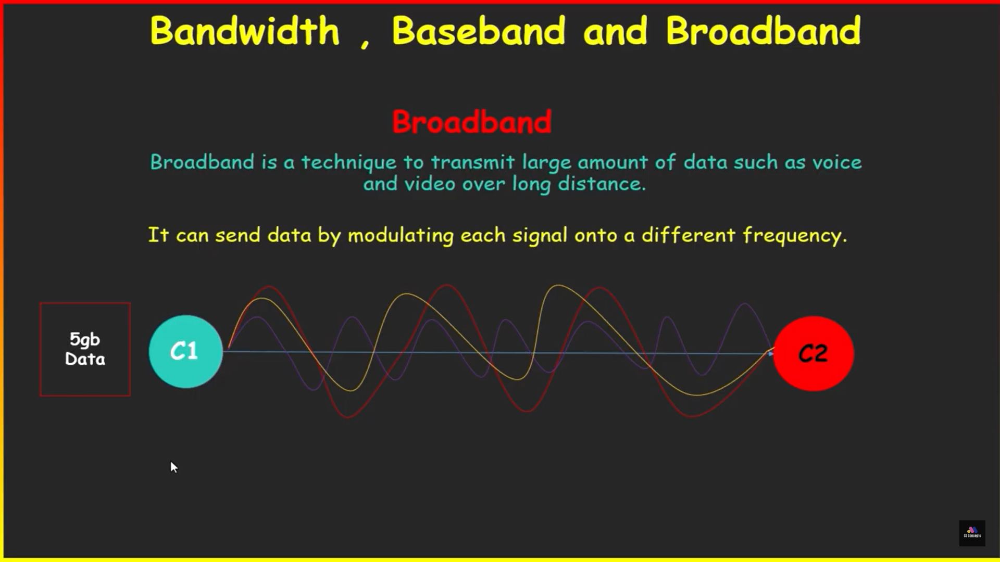 Bandwidth , Baseband and Broadband
Broadband
Broadband is a technique to transmit large amount of data such as voice
and video over long distance.
It can send data by modulating each signal onto a different frequency.
5gb
Data
C1
C2
CS Concepts